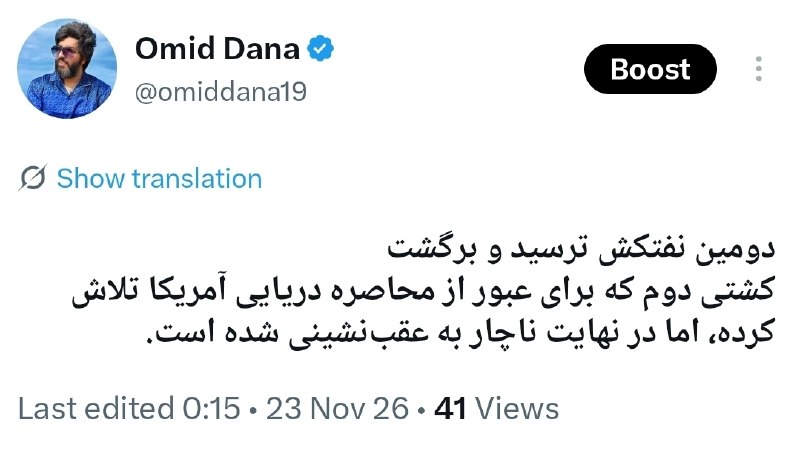 Omid Dana
@omiddana19
Boost
Show translation
دومین نفتکش ترسید و برگشت
کشتی دوم که برای عبور از محاصره دریایی آمریکا تلاش
کرده، اما در نهایت ناچار به عقب‌نشینی شده است.
Last edited 0:15 • 23 Nov 26 • 41 Views